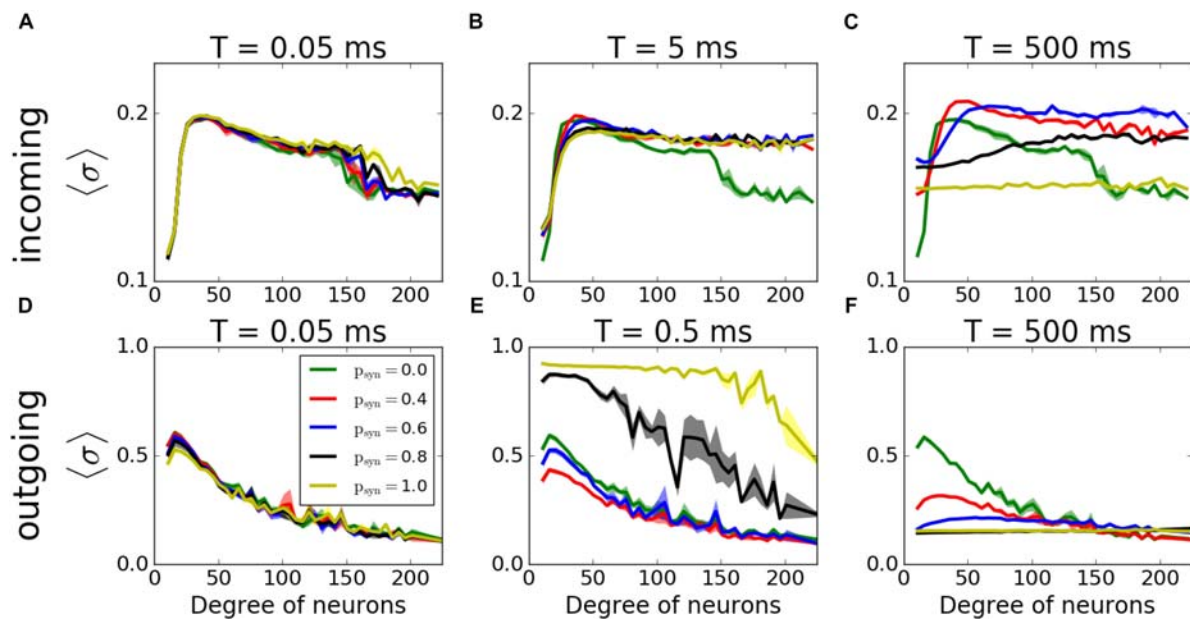 A
T = 0.05 ms
B
T = 5 ms
C
T = 500 ms
incoming
⟨σ⟩
0.2
0.1
0 50 100 150 200
0.2
0.1
0 50 100 150 200
0.2
0.1
0 50 100 150 200
D
T = 0.05 ms
E
T = 0.5 ms
F
T = 500 ms
outgoing
⟨σ⟩
1.0
0.5
0.0
p_syn = 0.0
p_syn = 0.4
p_syn = 0.6
p_syn = 0.8
p_syn = 1.0
0 50 100 150 200
Degree of neurons
1.0
0.5
0.0
0 50 100 150 200
Degree of neurons
1.0
0.5
0.0
0 50 100 150 200
Degree of neurons